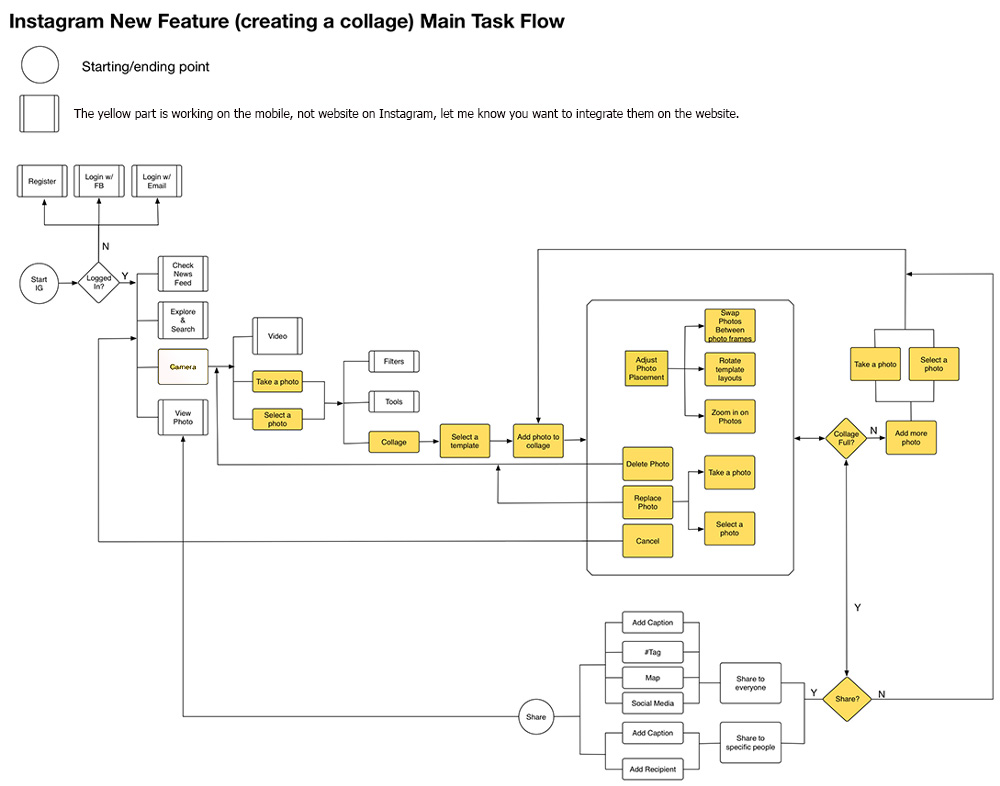 Instagram New Feature (creating a collage) Main Task Flow
Starting/ending point
The yellow part is working on the mobile, not website on Instagram, let me know you want to integrate them on the website.
Register
Login w/
FB
Login w/
Email
N
Start
IG
Logged
In?
Y
Check
News
Feed
Explore
&
Search
Camera
View
Photo
Video
Take a photo
Select a
photo
Filters
Tools
Collage
Select a
template
Add photo to
collage
Adjust
Photo
Placement
Swap
Photos
Between
photo frames
Rotate
template
layouts
Zoom in on
Photos
Delete Photo
Replace
Photo
Cancel
Take a photo
Select a
photo
Collage
Full?
N
Add more
photo
Take a photo
Select a
photo
Y
Share?
N
Y
Share to
everyone
Share to
specific people
Add Caption
#Tag
Map
Social Media
Add Caption
Add Recipient
Share